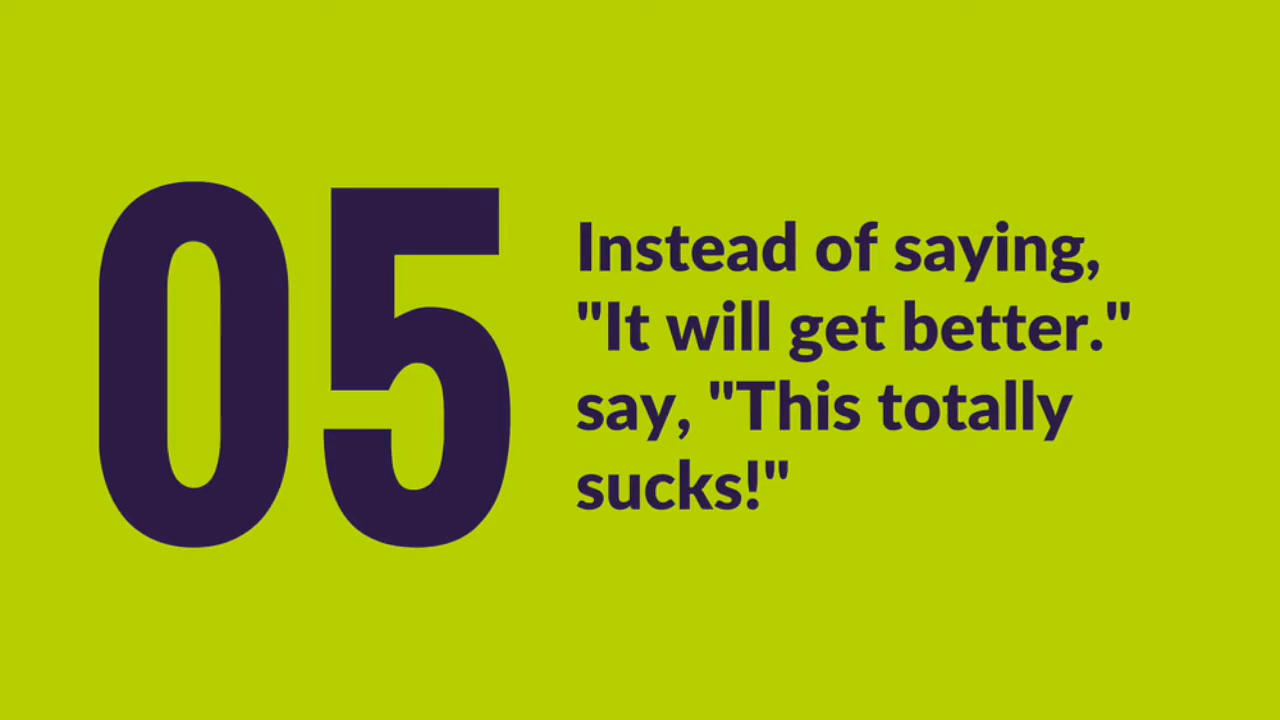 05
Instead of saying,
"It will get better."
say, "This totally
sucks!"